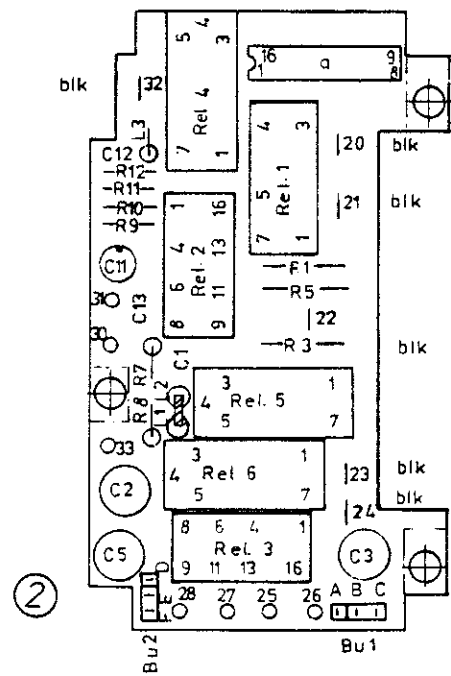 5 4 3
Rel 4
7 1
16 9
1 a 8
blk
32
L3
C12
R12
R11
R10
R9
4 3
Rel. 1
5
7 1
20 blk
21 blk
1 16
4 13
Rel. 2
6 11
8 9
C11
31
C13
30
R1
R5
22
R3
blk
C1
R7
L2
R8
L1
3 1
4 Rel. 5
5 7
33
3 1
4 Rel. 6
5 7
23 blk
24 blk
C2
8 6 4 1
Rel. 3
9 11 13 16
C5
C3
2
D
E
F
28 27 25 26
A B C
Bu2
Bu1